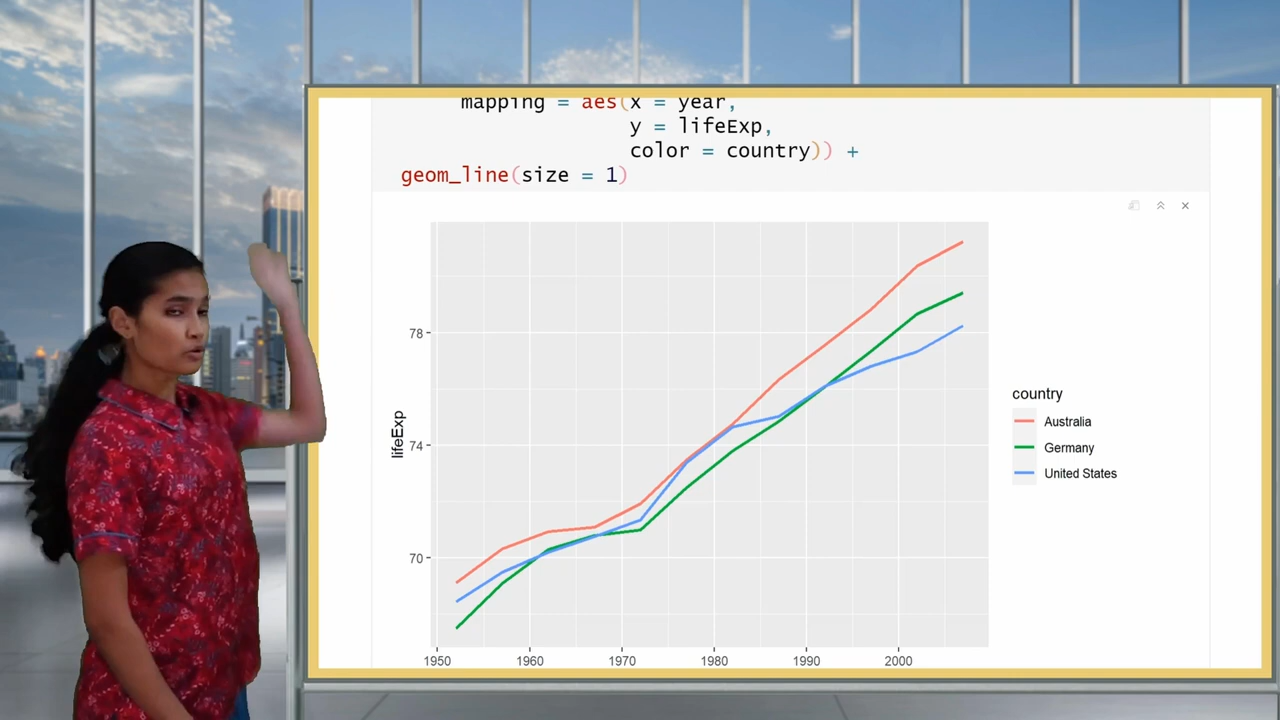 mapping = aes(x = year,
y = lifeExp,
color = country)) +
geom_line(size = 1)
78
74
70
lifeExp
1950 1960 1970 1980 1990 2000
country
Australia
Germany
United States